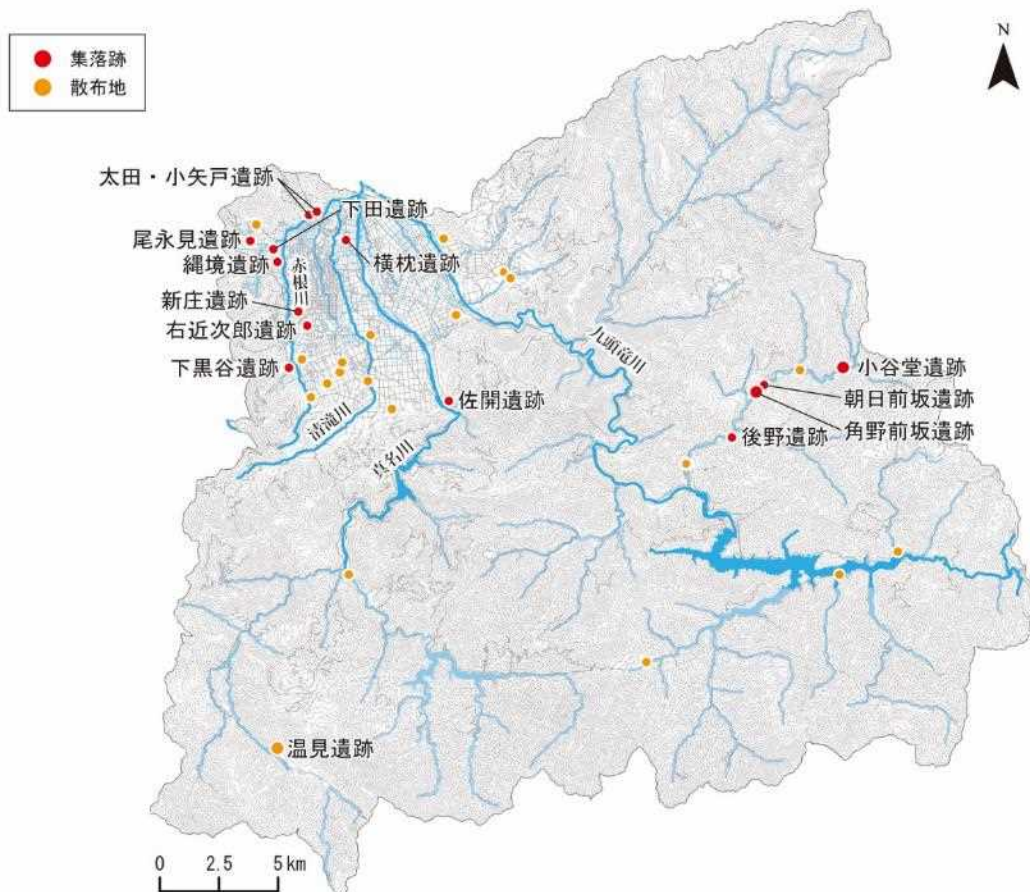 集落跡
散布地
N
太田・小矢戸遺跡
下田遺跡
尾永見遺跡
縄境遺跡
横枕遺跡
赤根川
新庄遺跡
右近次郎遺跡
下黒谷遺跡
九頭竜川
小谷堂遺跡
朝日前坂遺跡
角野前坂遺跡
後野遺跡
佐開遺跡
清滝川
真名川
温見遺跡
0 2.5 5km